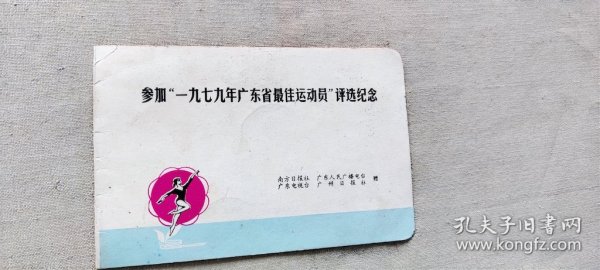 参加“一九七九年广东省最佳运动员”评选纪念
南方日报社 广东人民广播电台
广东电视台 广州日报社 赠
孔夫子旧书网
www.kongfz.com